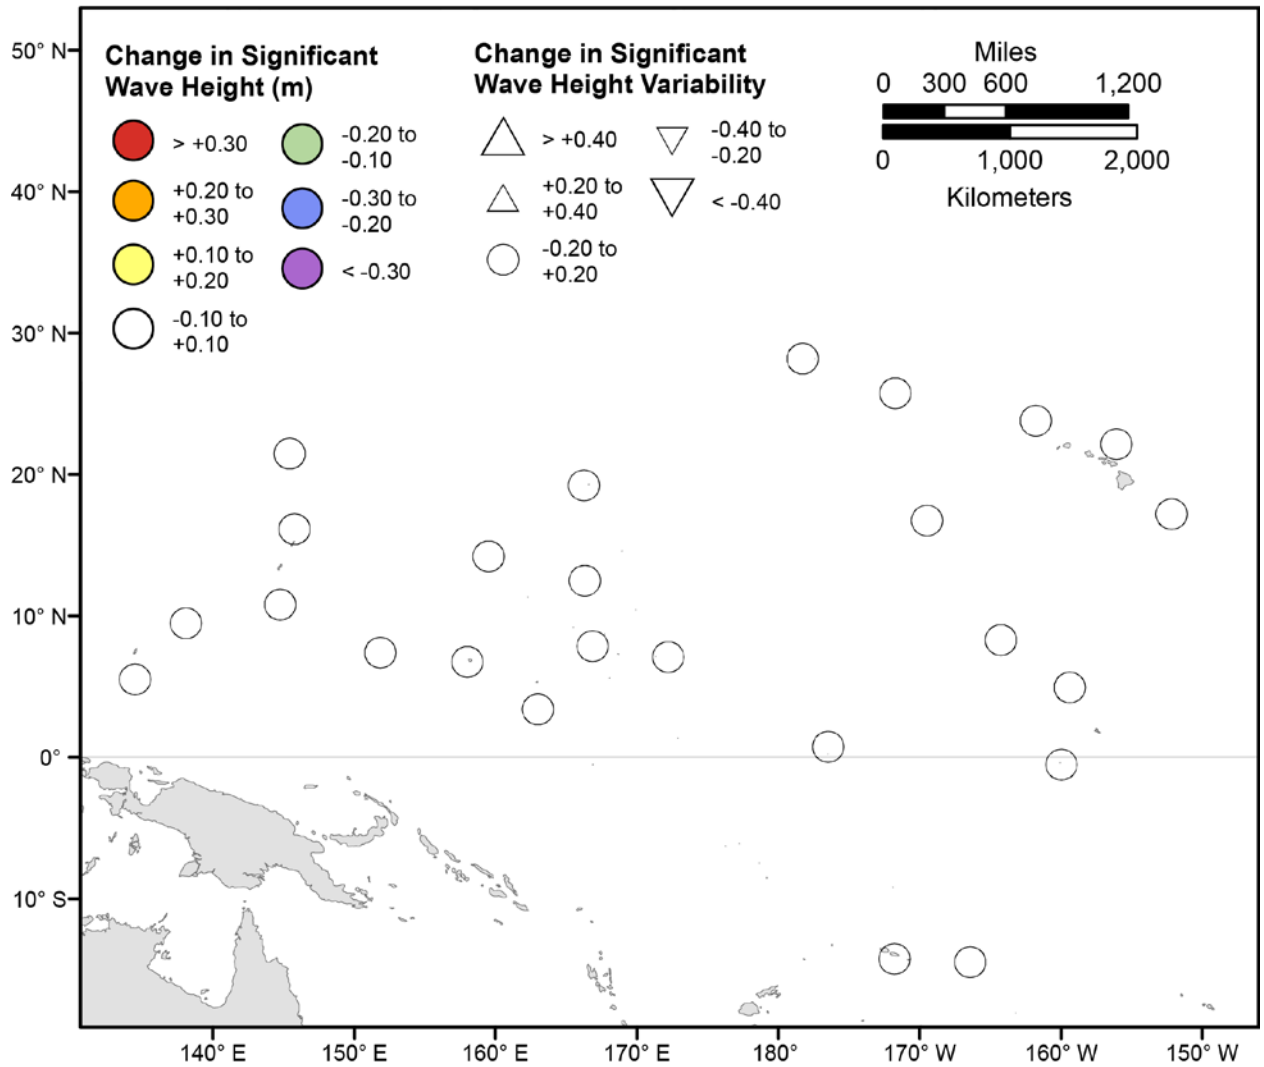 Change in Significant
Wave Height (m)
> +0.30
+0.20 to
+0.30
+0.10 to
+0.20
-0.10 to
+0.10
-0.20 to
-0.10
-0.30 to
-0.20
< -0.30
Change in Significant
Wave Height Variability
> +0.40
+0.20 to
+0.40
-0.20 to
+0.20
-0.40 to
-0.20
< -0.40
Miles
0 300 600 1,200
0 1,000 2,000
Kilometers
50° N
40° N
30° N
20° N
10° N
0°
10° S
140° E 150° E 160° E 170° E 180° 170° W 160° W 150° W